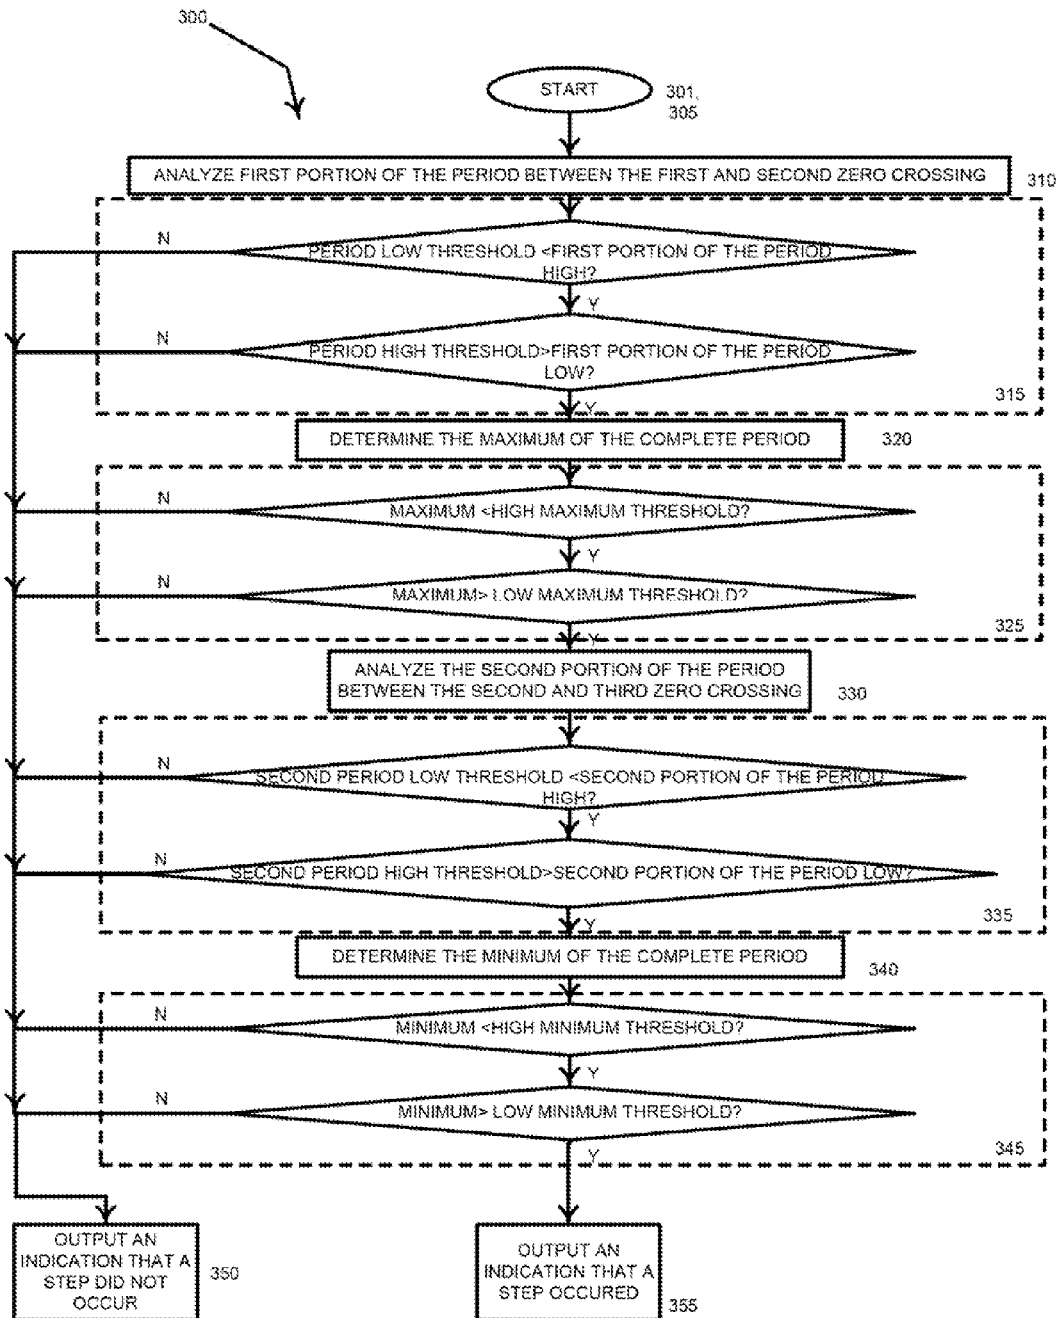 300
START
301,
305
ANALYZE FIRST PORTION OF THE PERIOD BETWEEN THE FIRST AND SECOND ZERO CROSSING
310
N
PERIOD LOW THRESHOLD <FIRST PORTION OF THE PERIOD
HIGH?
Y
N
PERIOD HIGH THRESHOLD>FIRST PORTION OF THE PERIOD
LOW?
315
Y
DETERMINE THE MAXIMUM OF THE COMPLETE PERIOD
320
N
MAXIMUM <HIGH MAXIMUM THRESHOLD?
Y
N
MAXIMUM> LOW MAXIMUM THRESHOLD?
325
Y
ANALYZE THE SECOND PORTION OF THE PERIOD
BETWEEN THE SECOND AND THIRD ZERO CROSSING
330
N
SECOND PERIOD LOW THRESHOLD <SECOND PORTION OF THE PERIOD
HIGH?
Y
N
SECOND PERIOD HIGH THRESHOLD>SECOND PORTION OF THE PERIOD LOW?
335
Y
DETERMINE THE MINIMUM OF THE COMPLETE PERIOD
340
N
MINIMUM <HIGH MINIMUM THRESHOLD?
Y
N
MINIMUM> LOW MINIMUM THRESHOLD?
345
Y
OUTPUT AN
INDICATION THAT A
STEP DID NOT
OCCUR
350
OUTPUT AN
INDICATION THAT A
STEP OCCURED
355